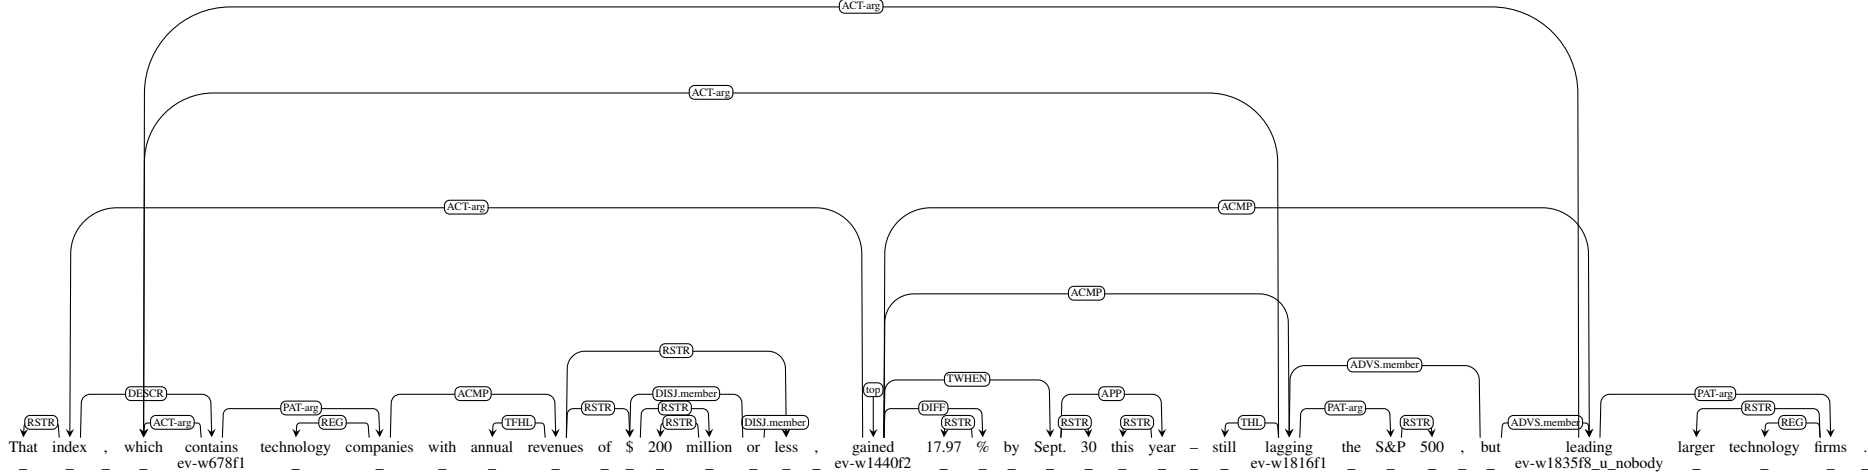 ACT-arg
ACT-arg
ACT-arg ACMP
ACMP
RSTR
ADVS.member
top TWHEN
DESCR ACMP DISJ.member APP PAT-arg
PAT-arg RSTR RSTR DIFF PAT-arg RSTR
RSTR ACT-arg REG TFHL RSTR DISJ.member RSTR RSTR RSTR THL RSTR ADVS.member REG
That index , which contains technology companies with annual revenues of $ 200 million or less , gained 17.97 % by Sept. 30 this year – still lagging the S&P 500 , but leading larger technology firms
_ _ _ _ ev-w678f1 _ _ _ _ _ _ _ _ _ _ _ _ ev-w1440f2 _ _ _ _ _ _ _ _ _ ev-w1816f1 _ _ _ _ _ ev-w1835f8_u_nobody _ _ _